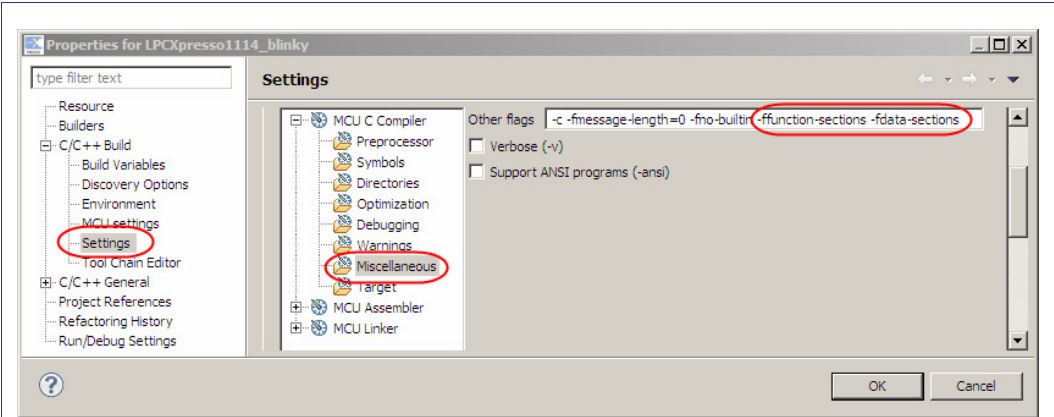 Properties for LPCXpresso1114_blinky
type filter text
Resource
Builders
C/C++ Build
Build Variables
Discovery Options
Environment
MCU settings
Settings
Tool Chain Editor
C/C++ General
Project References
Refactoring History
Run/Debug Settings
Settings
MCU C Compiler
Preprocessor
Symbols
Directories
Optimization
Debugging
Warnings
Miscellaneous
Target
MCU Assembler
MCU Linker
Other flags -c -fmessage-length=0 -fno-builtin -ffunction-sections -fdata-sections
Verbose (-v)
Support ANSI programs (-ansi)
?
OK Cancel